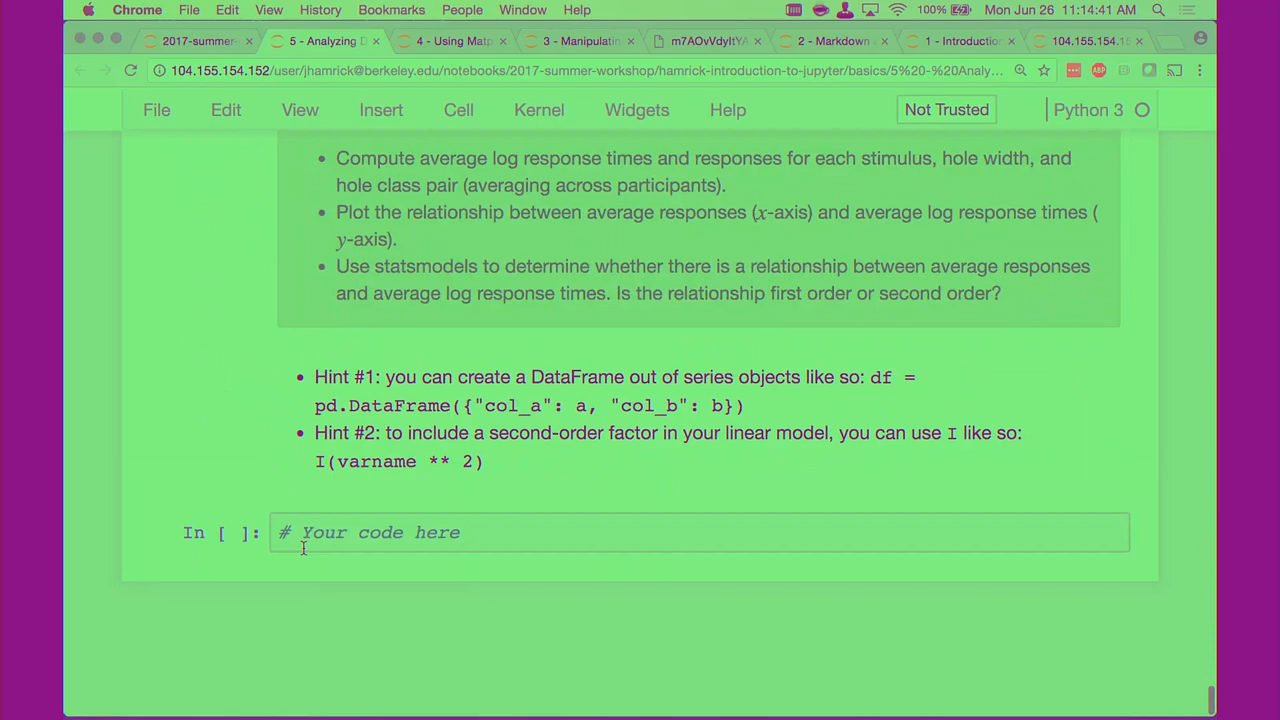 Chrome File Edit View History Bookmarks People Window Help 100% Mon Jun 26 11:14:41 AM
2017-summer- 5 - Analyzing D 4 - Using Matp 3 - Manipulatin m7AOvVdyItYA 2 - Markdown 1 - Introduction 104.155.154.15
104.155.154.152/user/jhamrick@berkeley.edu/notebooks/2017-summer-workshop/hamrick-introduction-to-jupyter/basics/5%20-%20Analy...
File Edit View Insert Cell Kernel Widgets Help Not Trusted Python 3
• Compute average log response times and responses for each stimulus, hole width, and
hole class pair (averaging across participants).
• Plot the relationship between average responses (x-axis) and average log response times (
y-axis).
• Use statsmodels to determine whether there is a relationship between average responses
and average log response times. Is the relationship first order or second order?
• Hint #1: you can create a DataFrame out of series objects like so: df =
pd.DataFrame({"col_a": a, "col_b": b})
• Hint #2: to include a second-order factor in your linear model, you can use I like so:
I(varname ** 2)
In [ ]: # Your code here